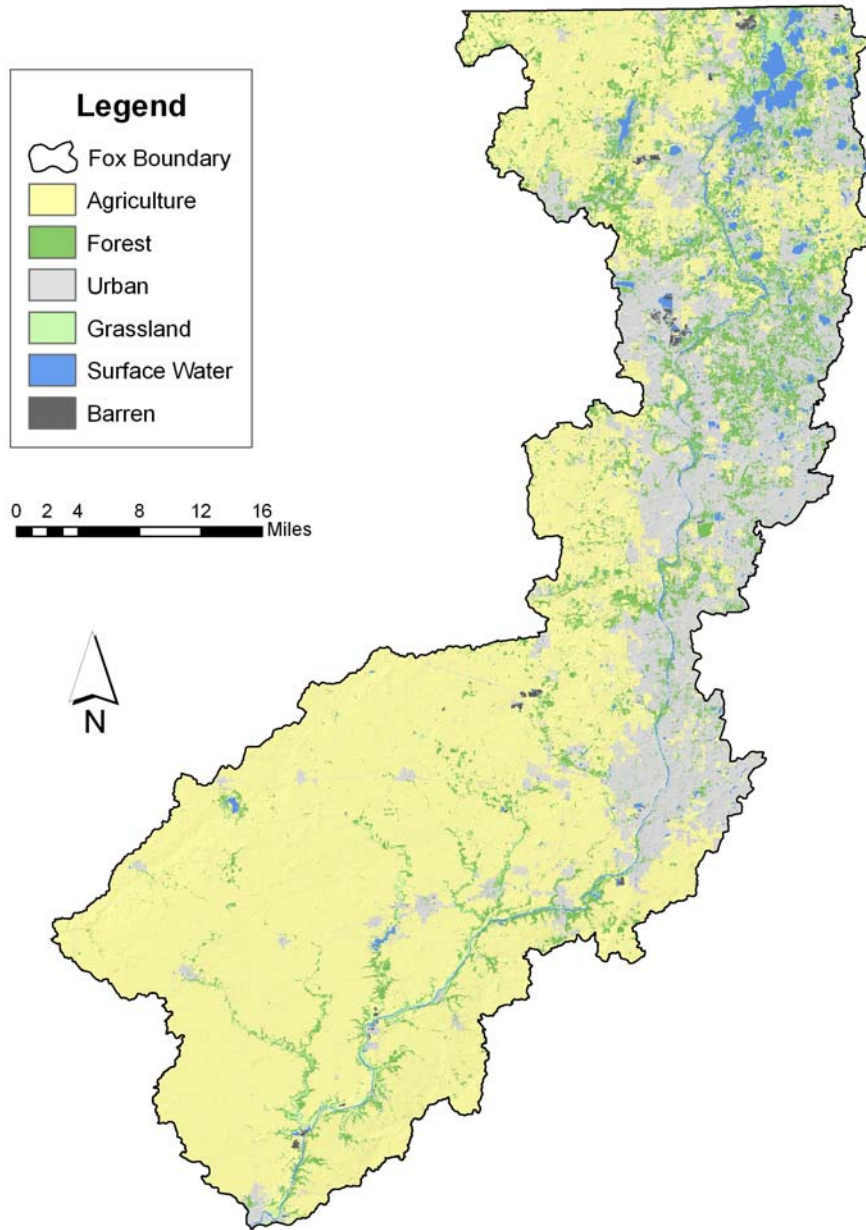 Legend
Fox Boundary
Agriculture
Forest
Urban
Grassland
Surface Water
Barren
0 2 4 8 12 16
Miles
N